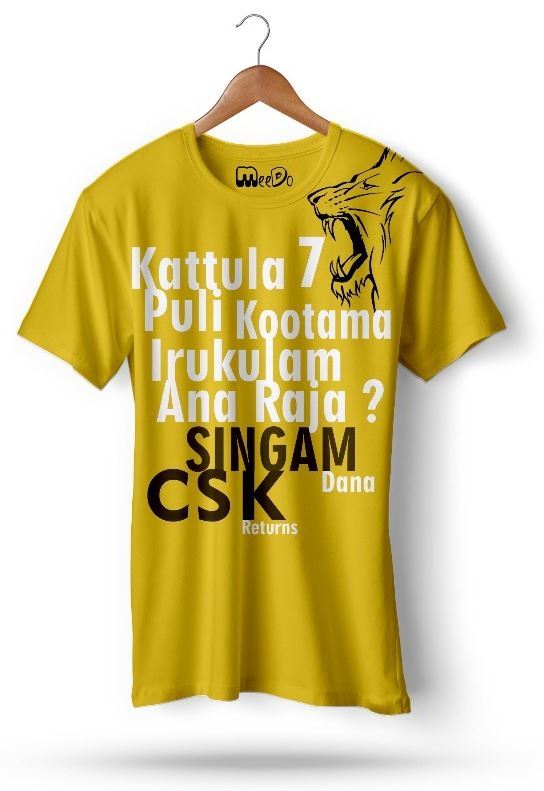 MeeDo
Kattula 7
Puli Kootama
Irukulam
Ana Raja ?
SINGAM
Dana
CSK
Returns